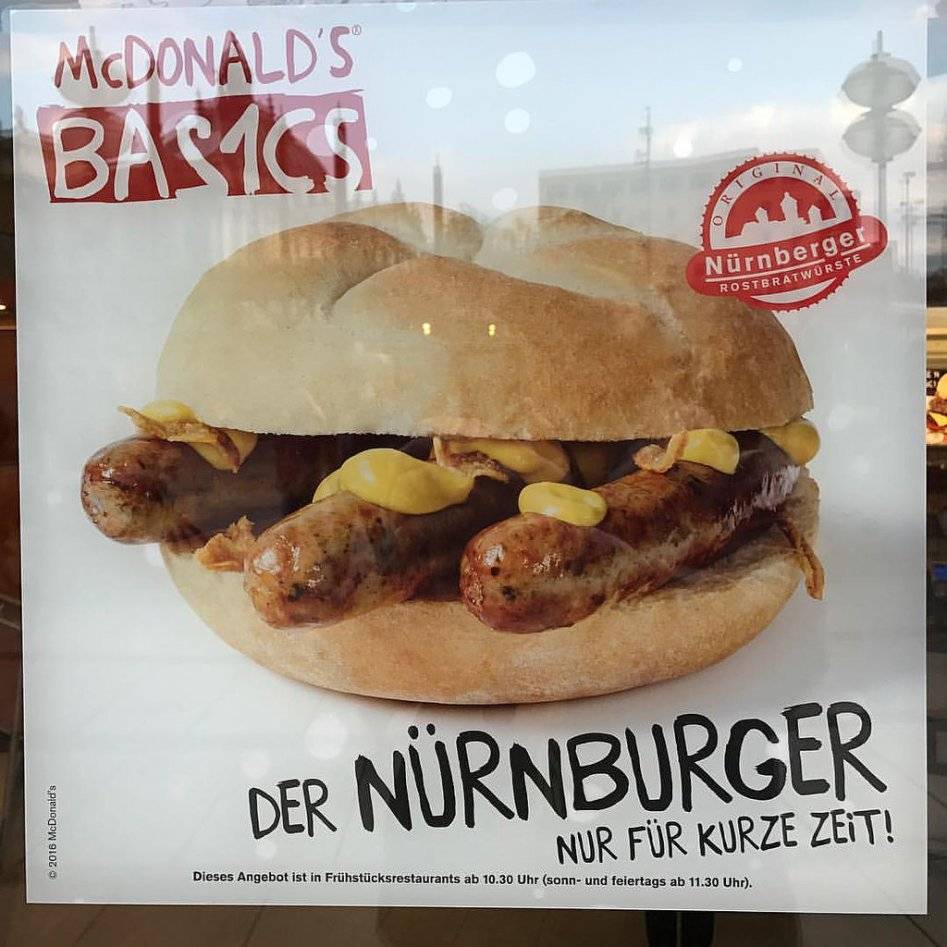 McDONALD'S®
BASICS
ORIGINAL
Nürnberger
ROSTBRATWÜRSTE
DER NÜRNBURGER
NUR FÜR KURZE ZEiT!
© 2016 McDonald's
Dieses Angebot ist in Frühstücksrestaurants ab 10.30 Uhr (sonn- und feiertags ab 11.30 Uhr).